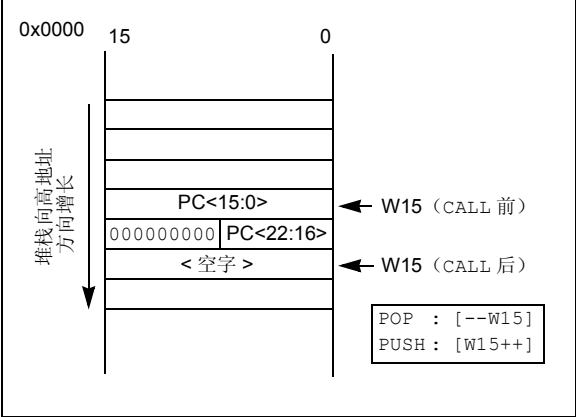 0x0000
15 0
堆栈向高地址
方向增长
PC<15:0>
W15（CALL 前）
000000000 PC<22:16>
<空字>
W15（CALL 后）
POP : [--W15]
PUSH : [W15++]